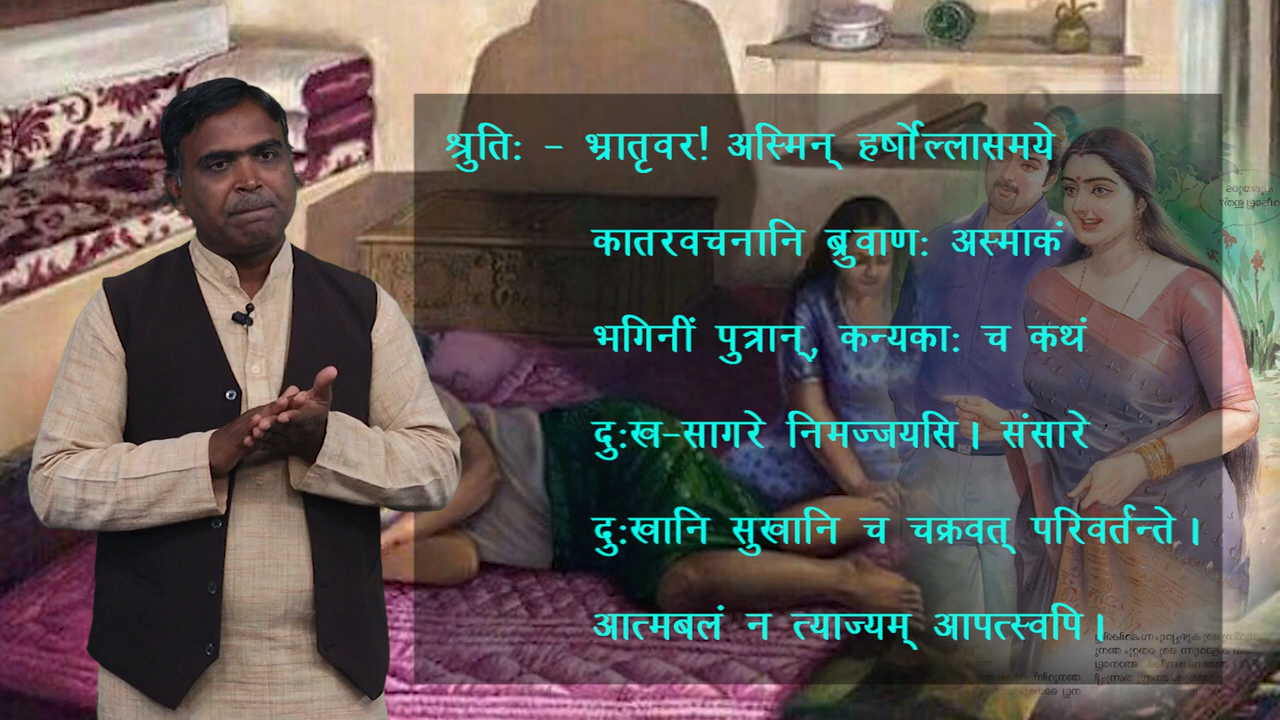 श्रुति: - भ्रातृवर! अस्मिन् हर्षोल्लासमये
कातरवचनानि ब्रुवाण: अस्माकं
भगिनीं पुत्रान्, कन्यका: च कथं
दु:ख-सागरे निमज्जयसि। संसारे
दु:खानि सुखानि च चक्रवत् परिवर्तन्ते।
आत्मबलं न त्याज्यम् आपत्स्वपि।